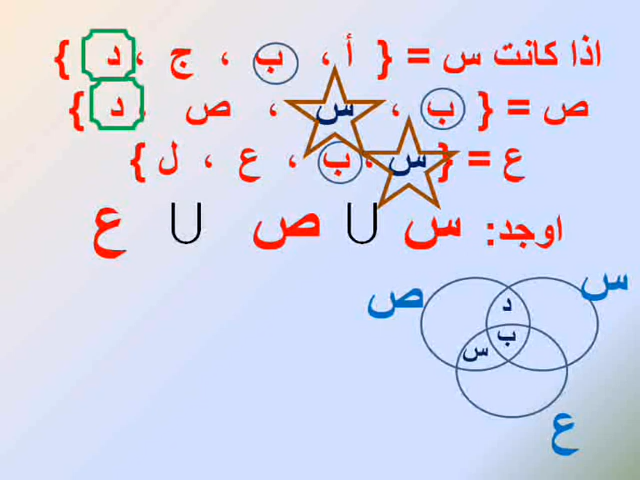 اذا كانت س = { أ ، ب ، ج ، د }
ص = { ب ، س ، ص ، د }
ع = { س ، ب ، ع ، ل }
اوجد: س ∪ ص ∪ ع
س
ص
د
ب
س
ع